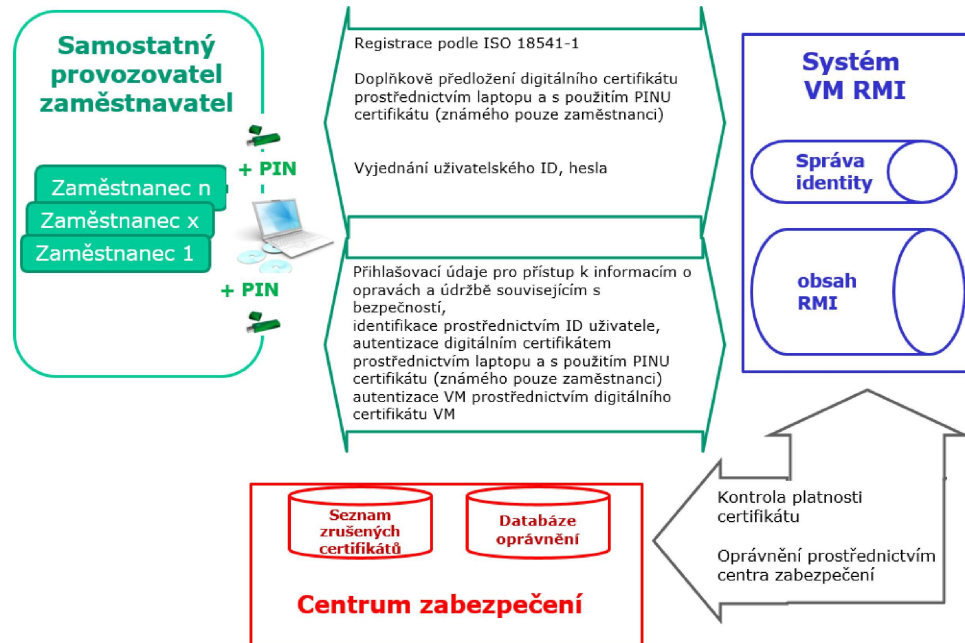 Samostatný
provozovatel
zaměstnavatel
+ PIN
Zaměstnanec n
Zaměstnanec x
Zaměstnanec 1
+ PIN
Registrace podle ISO 18541-1
Doplňkově předložení digitálního certifikátu
prostřednictvím laptopu a s použitím PINU
certifikátu (známého pouze zaměstnanci)
Vyjednání uživatelského ID, hesla
Přihlašovací údaje pro přístup k informacím o
opravách a údržbě souvisejícím s
bezpečností,
identifikace prostřednictvím ID uživatele,
autentizace digitálním certifikátem
prostřednictvím laptopu a s použitím PINU
certifikátu (známého pouze zaměstnanci)
autentizace VM prostřednictvím digitálního
certifikátu VM
Systém
VM RMI
Správa
identity
obsah
RMI
Kontrola platnosti
certifikátu
Oprávnění prostřednictvím
centra zabezpečení
Seznam
zrušených
certifikátů
Databáze
oprávnění
Centrum zabezpečení